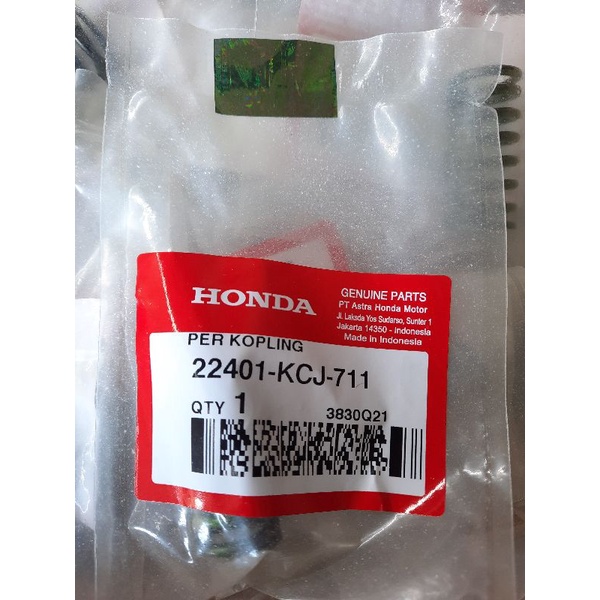 HONDA
GENUINE PARTS
PT Astra Honda Motor
Jl. Laksda Yos Sudarso, Sunter 1
Jakarta 14350 - Indonesia
Made in Indonesia
PER KOPLING
22401-KCJ-711
QTY 1
3830Q21